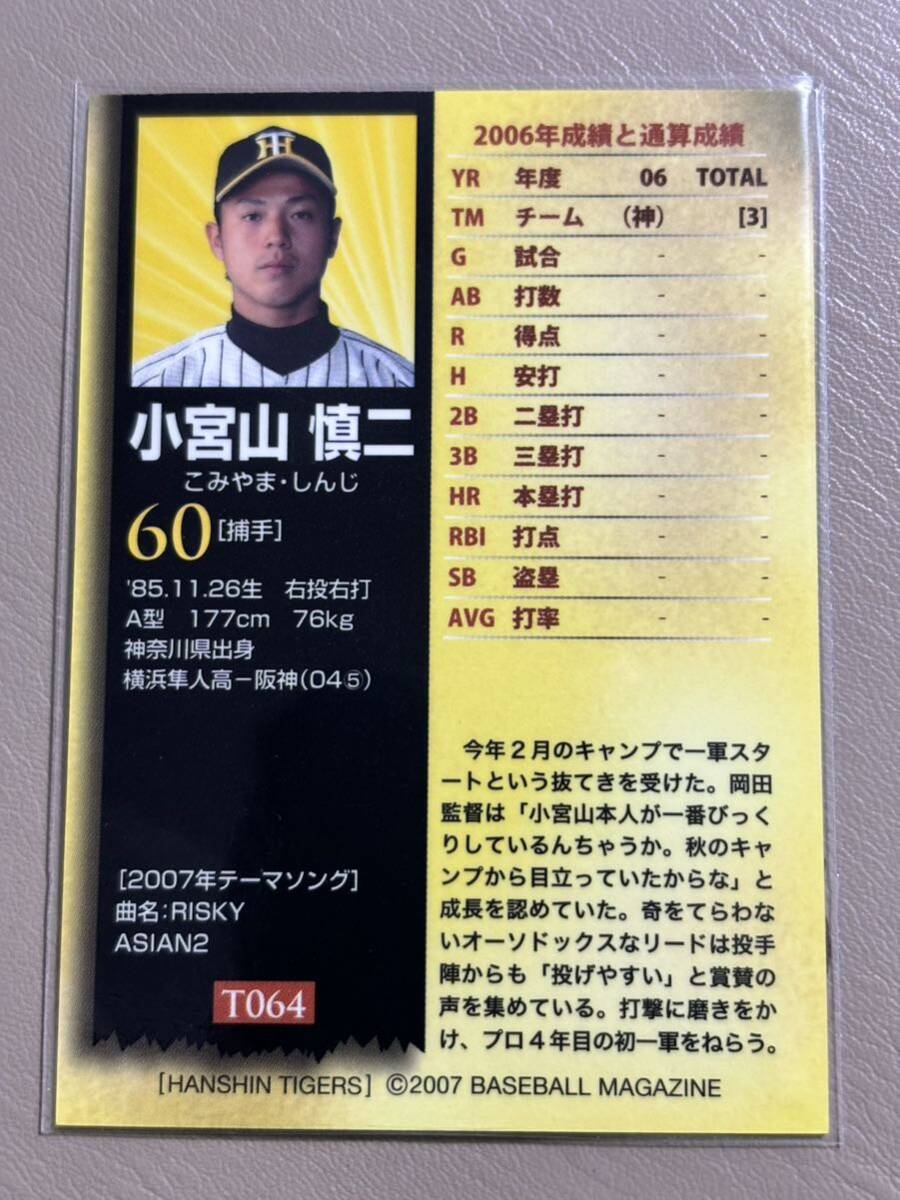 小宮山 慎二
こみやま・しんじ
60[捕手]
'85.11.26生 右投右打
A型 177cm 76kg
神奈川県出身
横浜隼人高－阪神(04⑤)
[2007年テーマソング]
曲名:RISKY
ASIAN2
T064
2006年成績と通算成績
YR 年度 06 TOTAL
TM チーム (神) [3]
G 試合 - -
AB 打数 - -
R 得点 - -
H 安打 - -
2B 二塁打 - -
3B 三塁打 - -
HR 本塁打 - -
RBI 打点 - -
SB 盗塁 - -
AVG 打率 - -
今年2月のキャンプで一軍スタ
ートという抜てきを受けた。岡田
監督は「小宮山本人が一番びっく
りしているんちゃうか。秋のキャ
ンプから目立っていたからな」と
成長を認めていた。奇をてらわな
いオーソドックスなリードは投手
陣からも「投げやすい」と賞賛の
声を集めている。打撃に磨きをか
け、プロ4年目の初一軍をねらう。
[HANSHIN TIGERS] ©2007 BASEBALL MAGAZINE